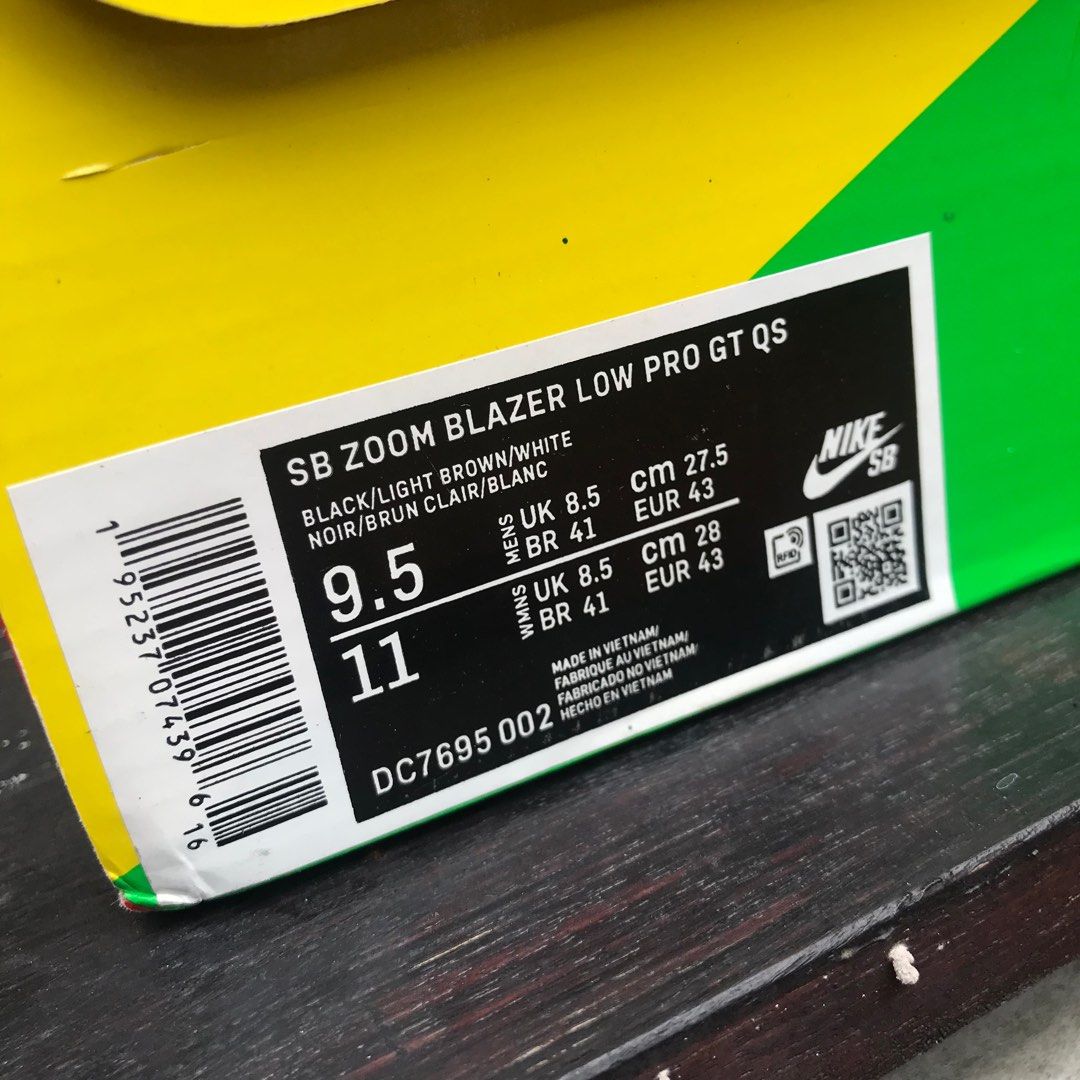 SB ZOOM BLAZER LOW PRO GT QS
BLACK/LIGHT BROWN/WHITE
NOIR/BRUN CLAIR/BLANC
9.5
MENS
UK 8.5 cm 27.5
BR 41 EUR 43
11
WMNS
UK 8.5 cm 28
BR 41 EUR 43
NIKE
SB
RFID
MADE IN VIETNAM/
FABRIQUE AU VIETNAM/
FABRICADO NO VIETNAM/
HECHO EN VIETNAM
DC7695 002
1 95237 07439 6 16